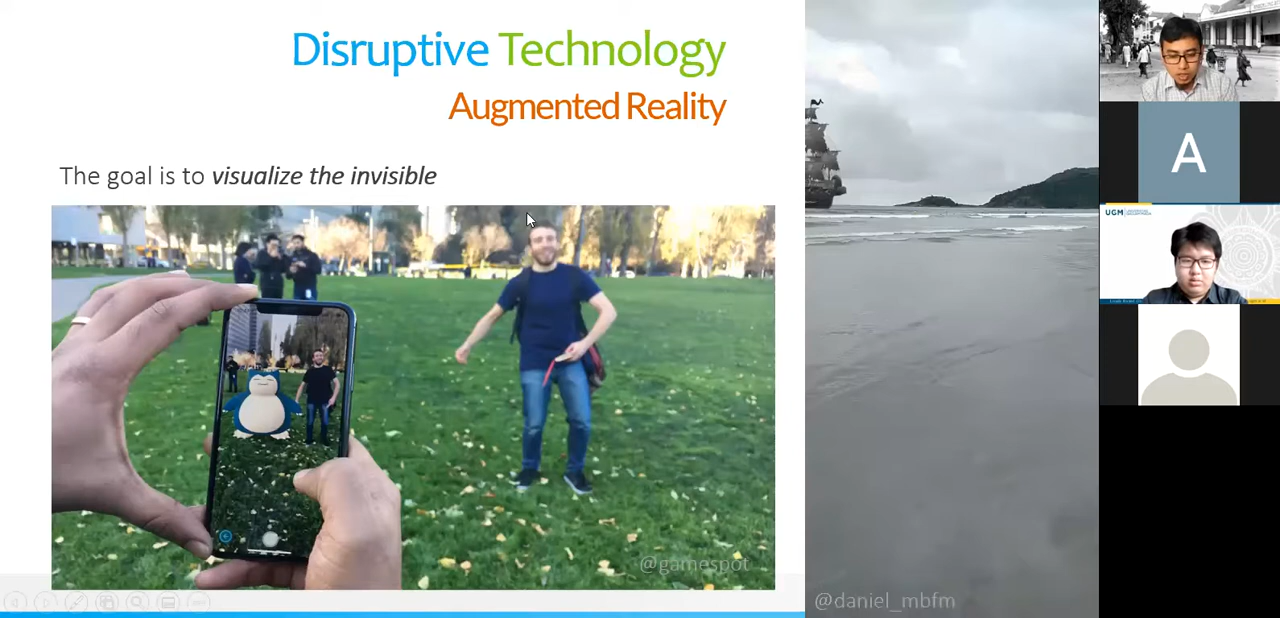 Disruptive Technology
Augmented Reality
The goal is to visualize the invisible
@gamespot
@daniel_mbfm
A
UGM